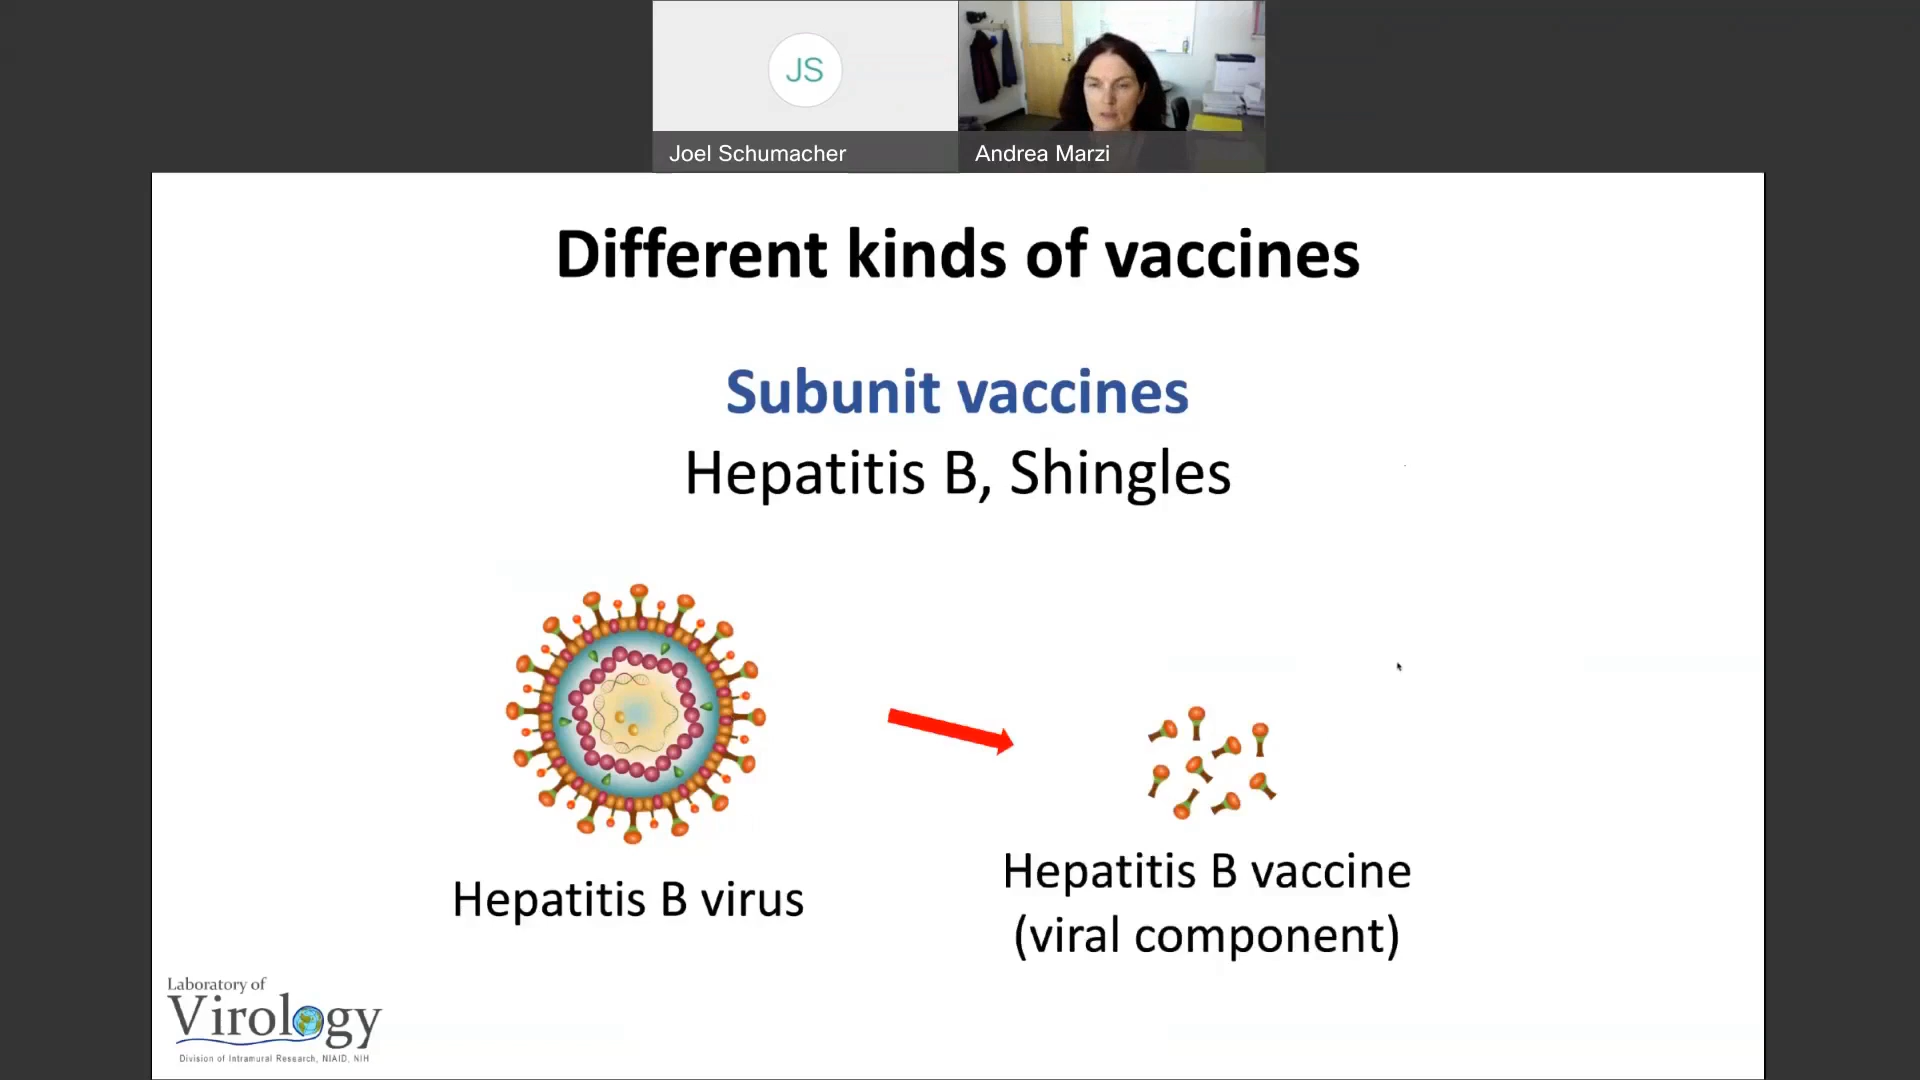 JS
Joel Schumacher
Andrea Marzi
Different kinds of vaccines
Subunit vaccines
Hepatitis B, Shingles
Hepatitis B virus
Hepatitis B vaccine
(viral component)
Laboratory of
Virology
Division of Intramural Research, NIAID, NIH